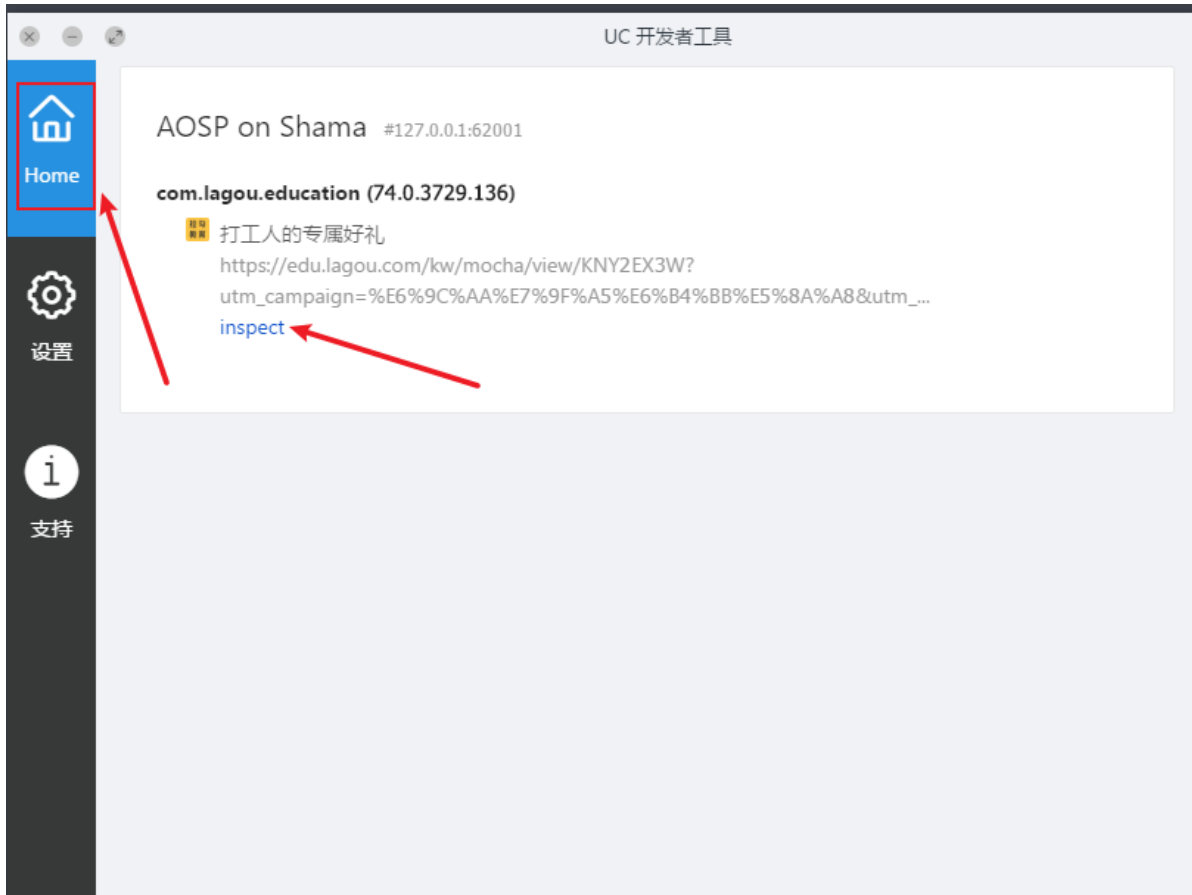 UC 开发者工具
Home
设置
支持
AOSP on Shama #127.0.0.1:62001
com.lagou.education (74.0.3729.136)
打工人的专属好礼
https://edu.lagou.com/kw/mocha/view/KNY2EX3W?
utm_campaign=%E6%9C%AA%E7%9F%A5%E6%B4%BB%E5%8A%A8&utm_...
inspect